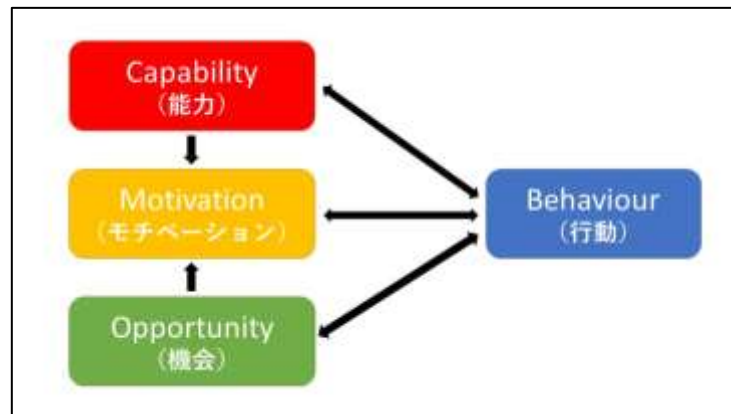 Capability
（能力）
Motivation
（モチベーション）
Behaviour
（行動）
Opportunity
（機会）